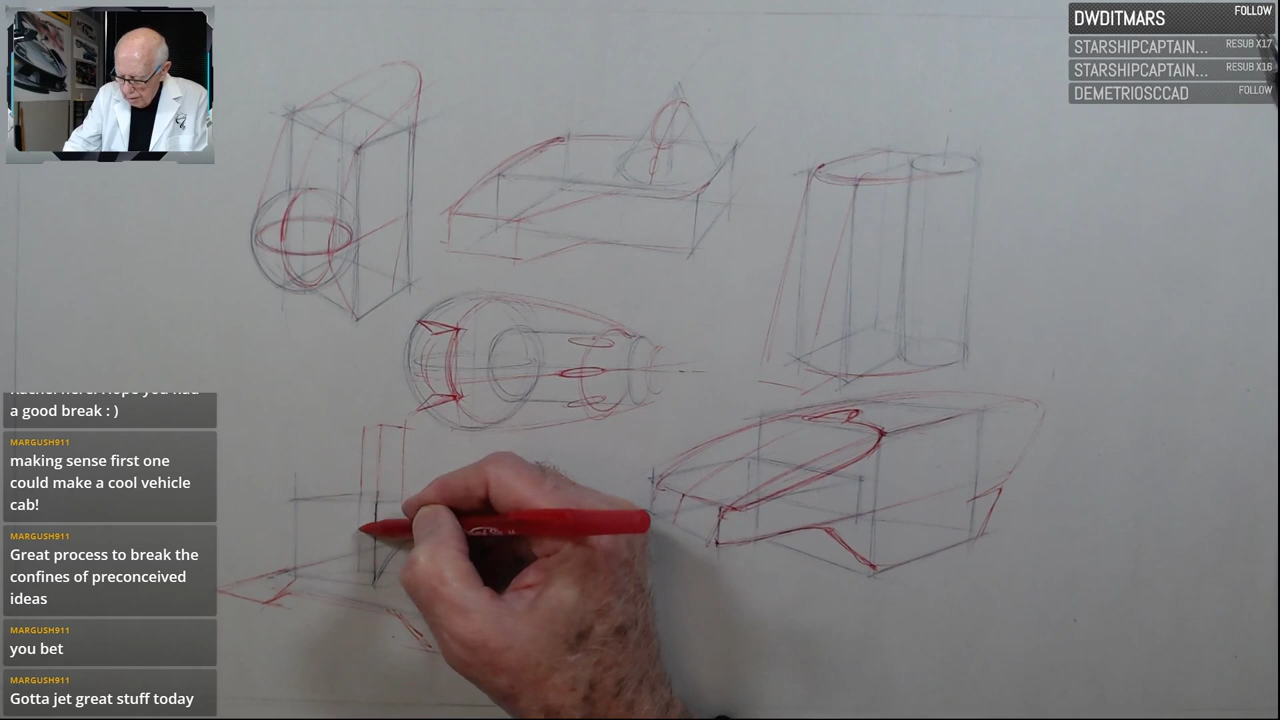 DWDITMARS
FOLLOW
STARSHIPCAPTAIN...
RESUB X17
STARSHIPCAPTAIN...
RESUB X16
DEMETRIOSCCAD
FOLLOW
a good break : )
MARGUSH911
making sense first one
could make a cool vehicle
cab!
MARGUSH911
Great process to break the
confines of preconceived
ideas
MARGUSH911
you bet
MARGUSH911
Gotta jet great stuff today